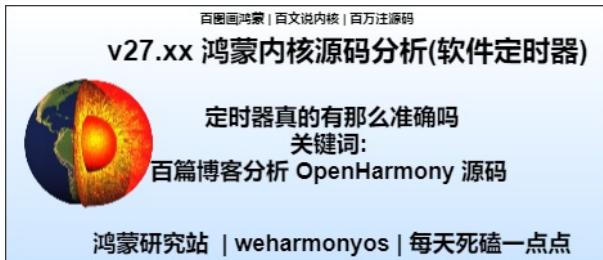 百图画鸿蒙 | 百文说内核 | 百万注源码
v27.xx 鸿蒙内核源码分析(软件定时器)
定时器真的有那么准确吗
关键词:
百篇博客分析 OpenHarmony 源码
鸿蒙研究站 | weharmonyos | 每天死磕一点点